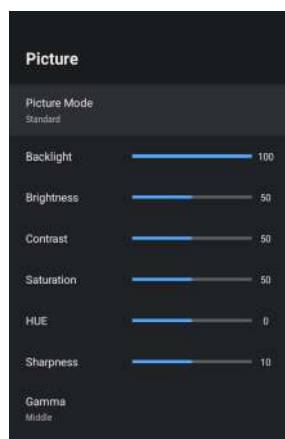 Picture
Picture Mode
Standard
Backlight 100
Brightness 50
Contrast 50
Saturation 50
HUE 0
Sharpness 10
Gamma
Middle